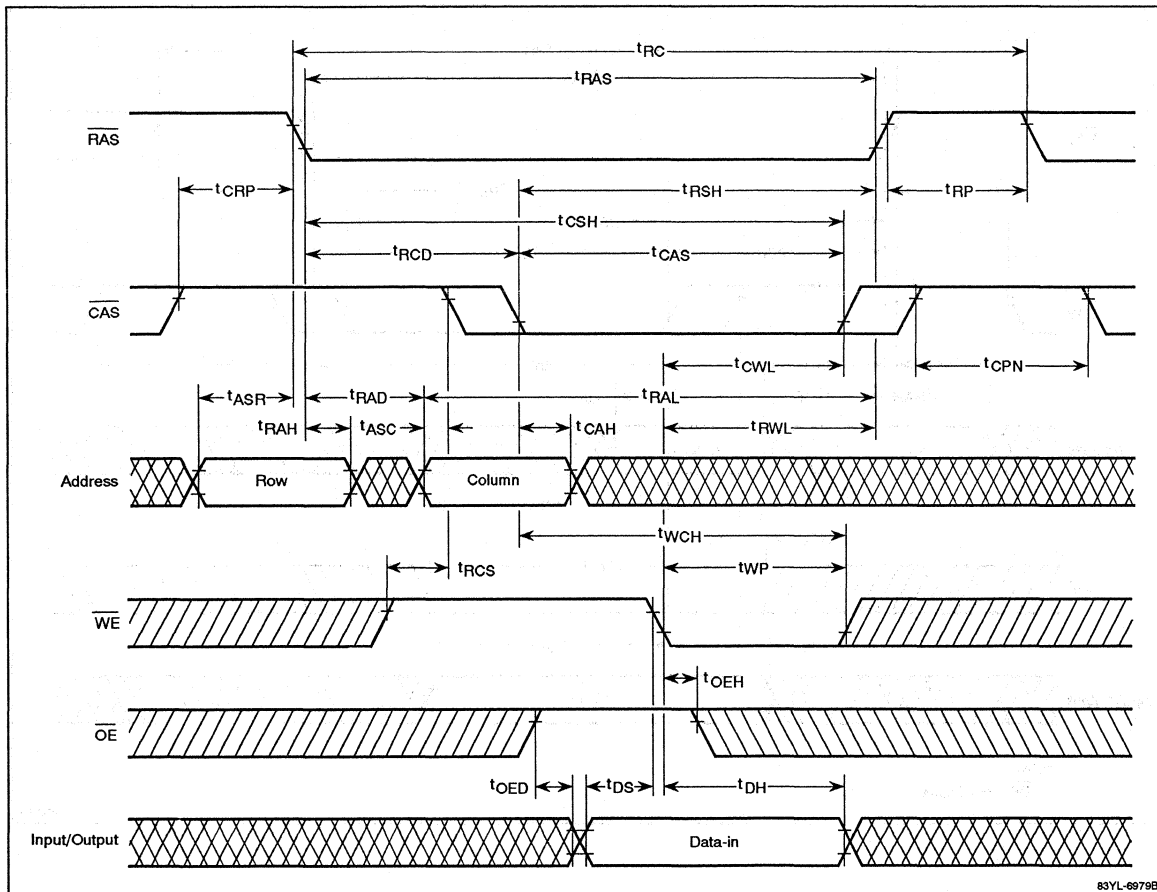 tRC
tRAS
RAS
tCRP
tRSH
tRP
tCSH
tRCD
tCAS
CAS
tCWL
tCPN
tASR
tRAD
tRAL
tRAH
tASC
tCAH
tRWL
Address
Row
Column
tWCH
tRCS
tWP
WE
tOEH
OE
tOED
tDS
tDH
Input/Output
Data-in
83YL-6979B